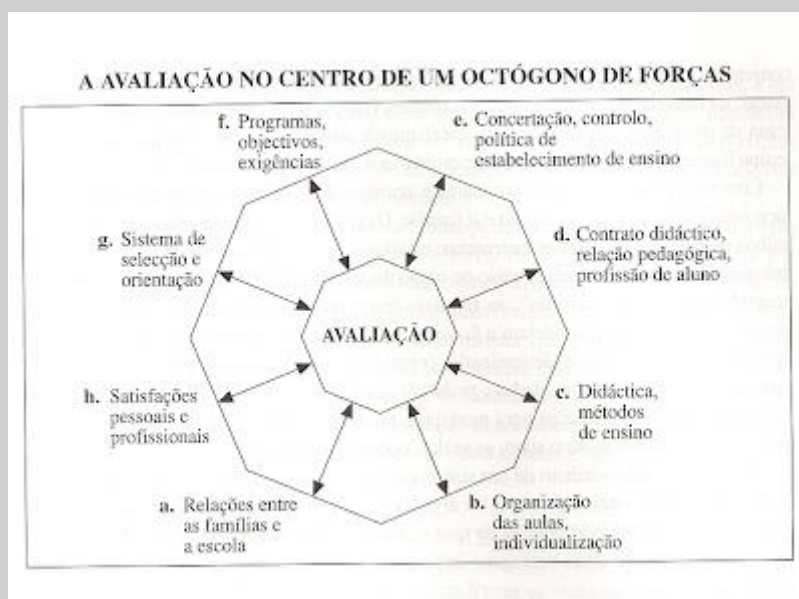 A AVALIAÇÃO NO CENTRO DE UM OCTÓGONO DE FORÇAS
f. Programas,
objectivos,
exigências
e. Concertação, controlo,
política de
estabelecimento de ensino
g. Sistema de
selecção e
orientação
d. Contrato didáctico,
relação pedagógica,
profissão de aluno
AVALIAÇÃO
h. Satisfações
pessoais e
profissionais
c. Didáctica,
métodos
de ensino
a. Relações entre
as famílias e
a escola
b. Organização
das aulas,
individualização